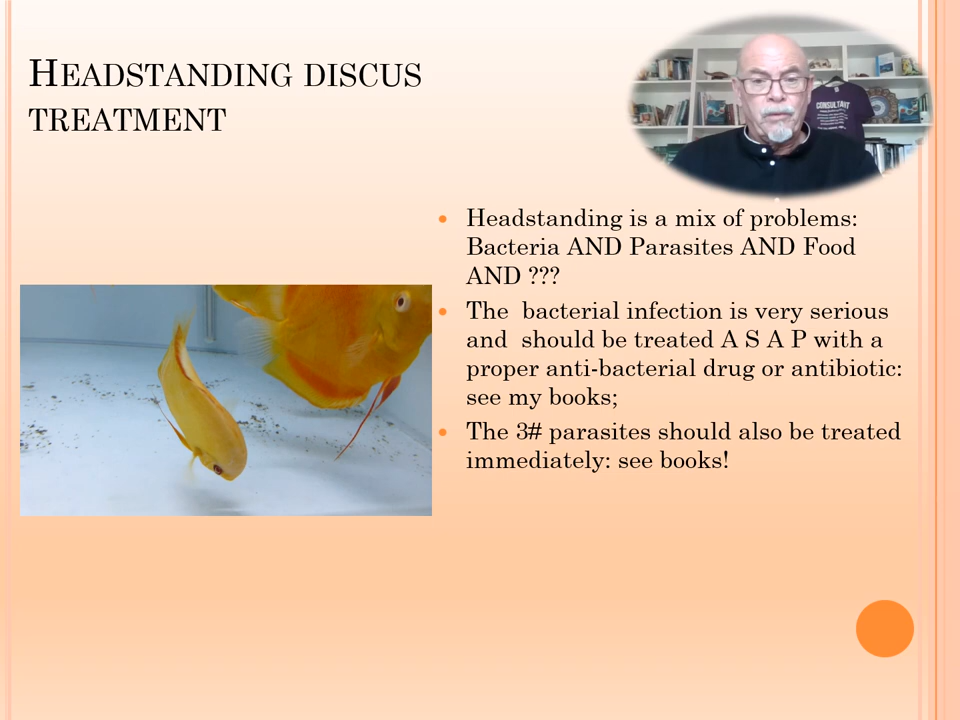 HEADSTANDING DISCUS
TREATMENT
CONSULTANT
Headstanding is a mix of problems:
Bacteria AND Parasites AND Food
AND ???
The bacterial infection is very serious
and should be treated A S A P with a
proper anti-bacterial drug or antibiotic:
see my books;
The 3# parasites should also be treated
immediately: see books!